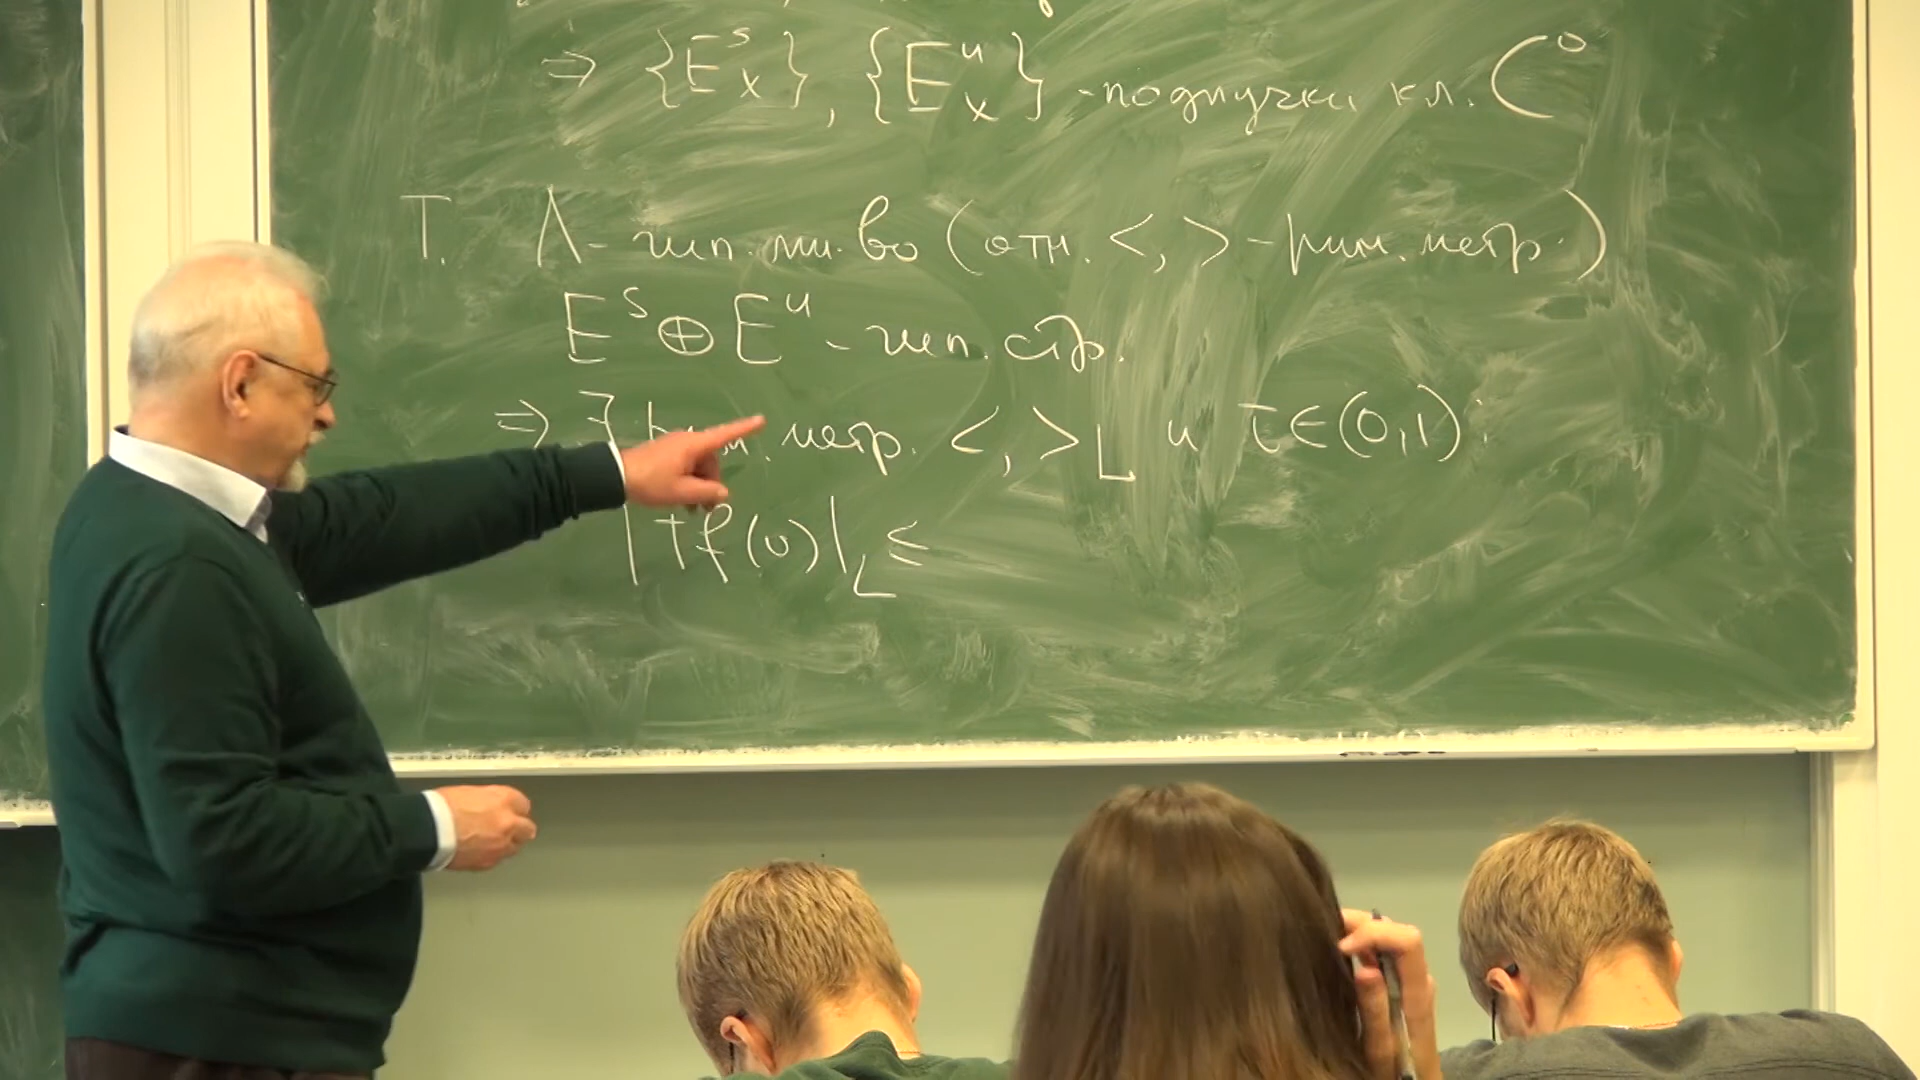 ⇒ {E^s_x}, {E^u_x} - подпучки кл. C^0
T. Λ - гип. мн-во (отн. <,> - рим. метр.)
E^s ⊕ E^u - гип. стр.
⇒ ∃ рим. метр. <,>_L и τ∈(0,1):
|Tf(v)|_L ≤